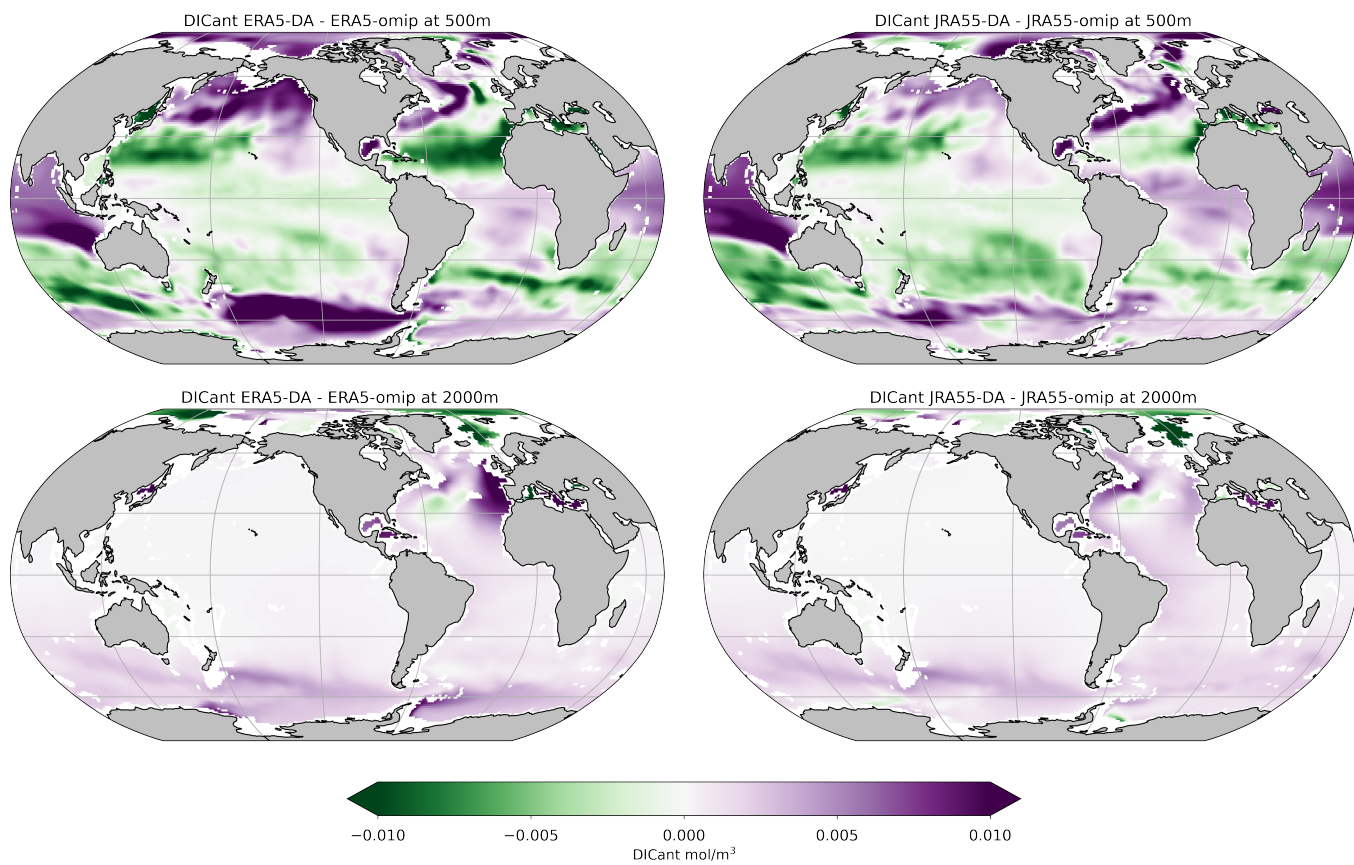 DICant ERA5-DA - ERA5-omip at 500m
DICant JRA55-DA - JRA55-omip at 500m
DICant ERA5-DA - ERA5-omip at 2000m
DICant JRA55-DA - JRA55-omip at 2000m
−0.010 −0.005 0.000 0.005 0.010
DICant mol/m³